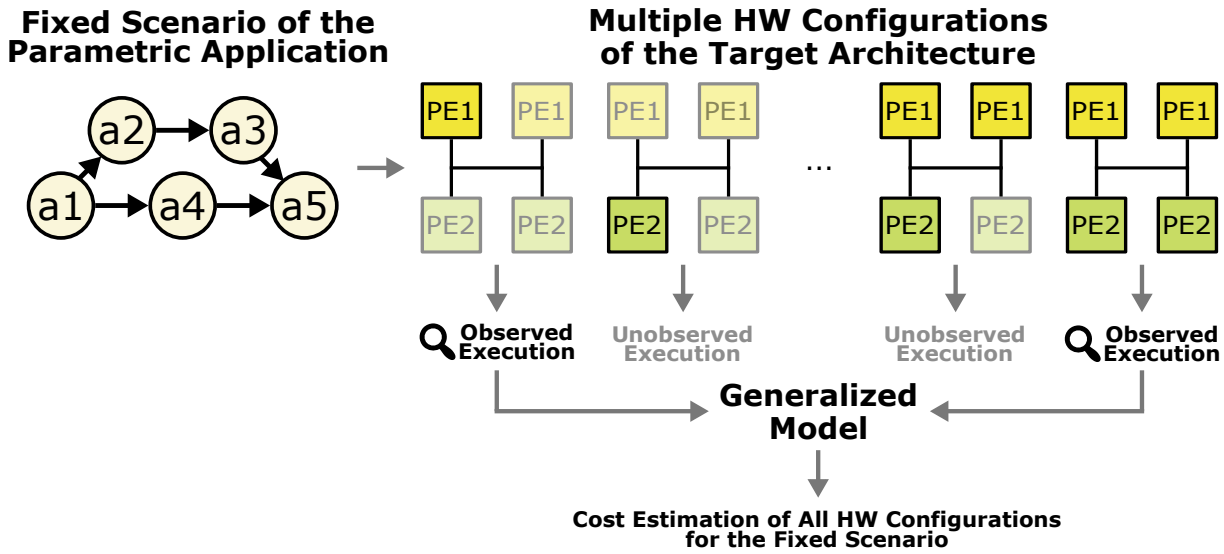 Fixed Scenario of the
Parametric Application
Multiple HW Configurations
of the Target Architecture
a1
a2
a3
a4
a5
PE1 PE1 PE1 PE1 ... PE1 PE1 PE1 PE1
PE2 PE2 PE2 PE2 PE2 PE2 PE2 PE2
Observed
Execution
Unobserved
Execution
Unobserved
Execution
Observed
Execution
Generalized
Model
Cost Estimation of All HW Configurations
for the Fixed Scenario